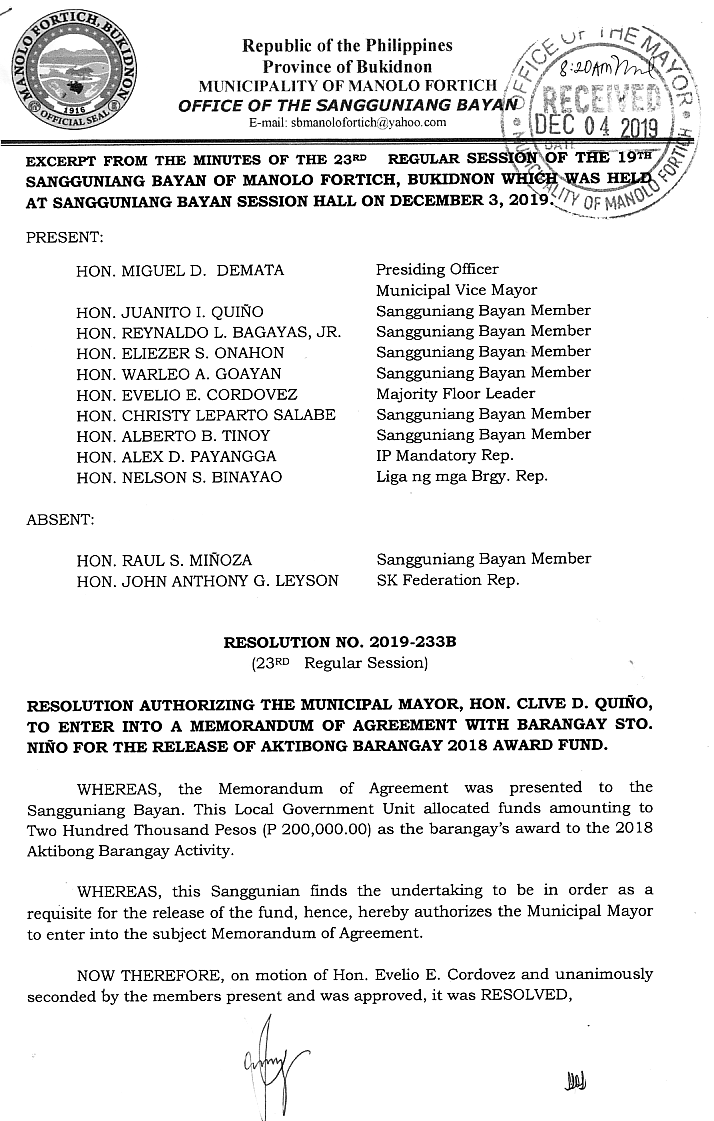 MANOLO FORTICH, BUKIDNON
1916
OFFICIAL SEAL
Republic of the Philippines
Province of Bukidnon
MUNICIPALITY OF MANOLO FORTICH
OFFICE OF THE SANGGUNIANG BAYAN
E-mail: sbmanolofortich@yahoo.com
OFFICE OF THE MAYOR
8:20AM
RECEIVED
DEC 04 2019
DATE
MUNICIPALITY OF MANOLO FORTICH
EXCERPT FROM THE MINUTES OF THE 23RD REGULAR SESSION OF THE 19TH
SANGGUNIANG BAYAN OF MANOLO FORTICH, BUKIDNON WHICH WAS HELD
AT SANGGUNIANG BAYAN SESSION HALL ON DECEMBER 3, 2019.
PRESENT:
HON. MIGUEL D. DEMATA Presiding Officer
Municipal Vice Mayor
HON. JUANITO I. QUIÑO Sangguniang Bayan Member
HON. REYNALDO L. BAGAYAS, JR. Sangguniang Bayan Member
HON. ELIEZER S. ONAHON Sangguniang Bayan Member
HON. WARLEO A. GOAYAN Sangguniang Bayan Member
HON. EVELIO E. CORDOVEZ Majority Floor Leader
HON. CHRISTY LEPARTO SALABE Sangguniang Bayan Member
HON. ALBERTO B. TINOY Sangguniang Bayan Member
HON. ALEX D. PAYANGGA IP Mandatory Rep.
HON. NELSON S. BINAYAO Liga ng mga Brgy. Rep.
ABSENT:
HON. RAUL S. MIÑOZA Sangguniang Bayan Member
HON. JOHN ANTHONY G. LEYSON SK Federation Rep.
RESOLUTION NO. 2019-233B
(23RD Regular Session)
RESOLUTION AUTHORIZING THE MUNICIPAL MAYOR, HON. CLIVE D. QUIÑO,
TO ENTER INTO A MEMORANDUM OF AGREEMENT WITH BARANGAY STO.
NIÑO FOR THE RELEASE OF AKTIBONG BARANGAY 2018 AWARD FUND.
WHEREAS, the Memorandum of Agreement was presented to the
Sangguniang Bayan. This Local Government Unit allocated funds amounting to
Two Hundred Thousand Pesos (P 200,000.00) as the barangay's award to the 2018
Aktibong Barangay Activity.
WHEREAS, this Sanggunian finds the undertaking to be in order as a
requisite for the release of the fund, hence, hereby authorizes the Municipal Mayor
to enter into the subject Memorandum of Agreement.
NOW THEREFORE, on motion of Hon. Evelio E. Cordovez and unanimously
seconded by the members present and was approved, it was RESOLVED,